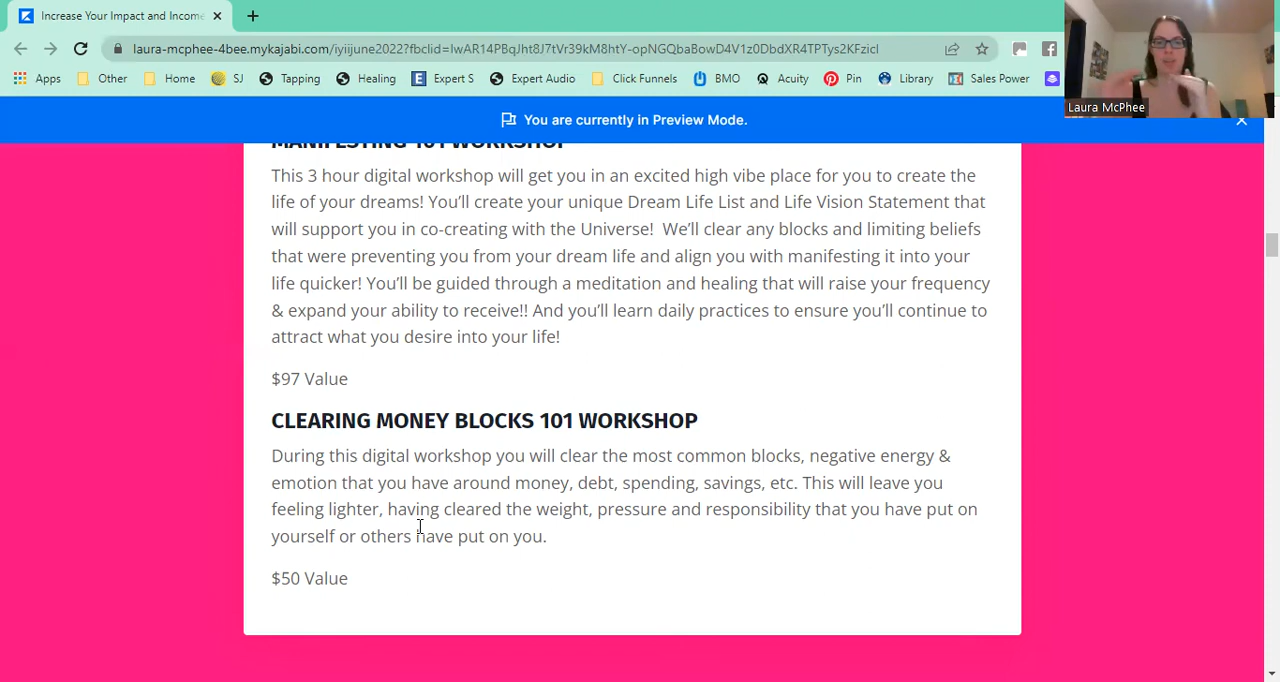 Increase Your Impact and Income
laura-mcphee-4bee.mykajabi.com/iyiijune2022?fbclid=IwAR14PBqJht8J7tVr39kM8htY-opNGQbaBowD4V1z0DbdXR4TPTys2KFzicl
Apps Other Home SJ Tapping Healing Expert S Expert Audio Click Funnels BMO Acuity Pin Library Sales Power
Laura McPhee
You are currently in Preview Mode.
MANIFESTING 101 WORKSHOP
This 3 hour digital workshop will get you in an excited high vibe place for you to create the
life of your dreams! You’ll create your unique Dream Life List and Life Vision Statement that
will support you in co-creating with the Universe!  We’ll clear any blocks and limiting beliefs
that were preventing you from your dream life and align you with manifesting it into your
life quicker! You’ll be guided through a meditation and healing that will raise your frequency
& expand your ability to receive!! And you’ll learn daily practices to ensure you’ll continue to
attract what you desire into your life!
$97 Value
CLEARING MONEY BLOCKS 101 WORKSHOP
During this digital workshop you will clear the most common blocks, negative energy &
emotion that you have around money, debt, spending, savings, etc. This will leave you
feeling lighter, having cleared the weight, pressure and responsibility that you have put on
yourself or others have put on you.
$50 Value